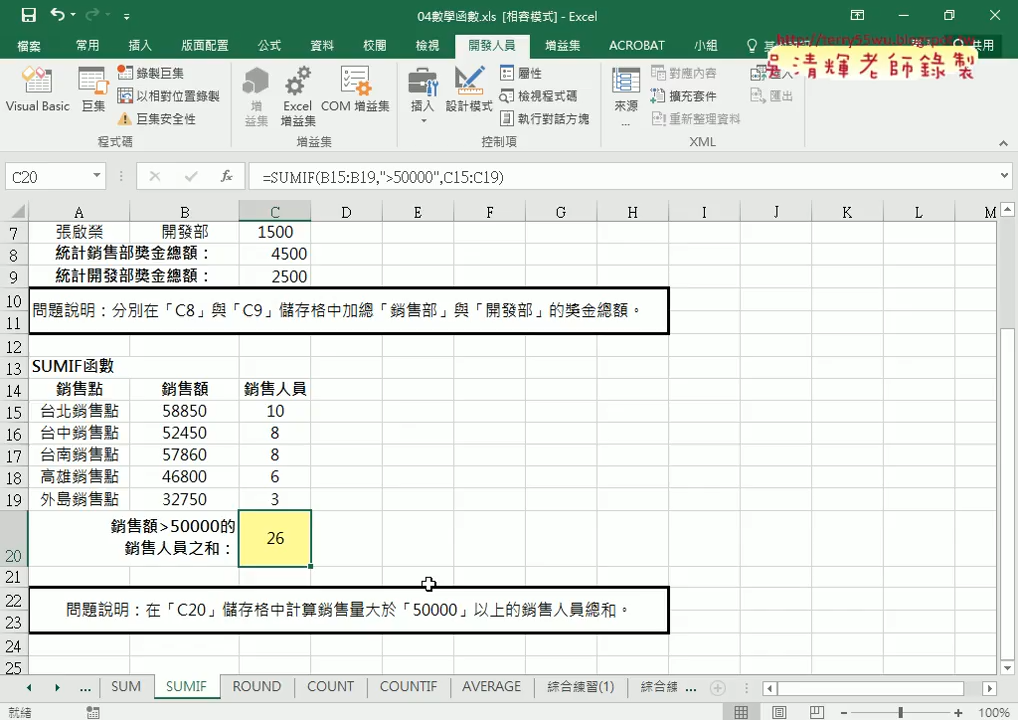 04數學函數.xls [相容模式] - Excel
http://terry55wu.blogspot.tw
檔案 常用 插入 版面配置 公式 資料 校閱 檢視 開發人員 增益集 ACROBAT 小組 共用
吳清輝老師錄製
錄製巨集 屬性 對應內容
以相對位置錄製 檢視程式碼 擴充套件 匯出
巨集安全性 執行對話方塊 重新整理資料
Visual Basic 巨集 增益集 Excel 增益集 COM 增益集 插入 設計模式 來源...
程式碼 增益集 控制項 XML
C20 fx =SUMIF(B15:B19,">50000",C15:C19)
A B C D E F G H I J K L M
7 張啟榮 開發部 1500
8 統計銷售部獎金總額： 4500
9 統計開發部獎金總額： 2500
10
問題說明：分別在「C8」與「C9」儲存格中加總「銷售部」與「開發部」的獎金總額。
11
12
13 SUMIF函數
14 銷售點 銷售額 銷售人員
15 台北銷售點 58850 10
16 台中銷售點 52450 8
17 台南銷售點 57860 8
18 高雄銷售點 46800 6
19 外島銷售點 32750 3
銷售額>50000的
銷售人員之和： 26
20
21
22
問題說明：在「C20」儲存格中計算銷售量大於「50000」以上的銷售人員總和。
23
24
25
... SUM SUMIF ROUND COUNT COUNTIF AVERAGE 綜合練習(1) 綜合練 ...
就緒 100%